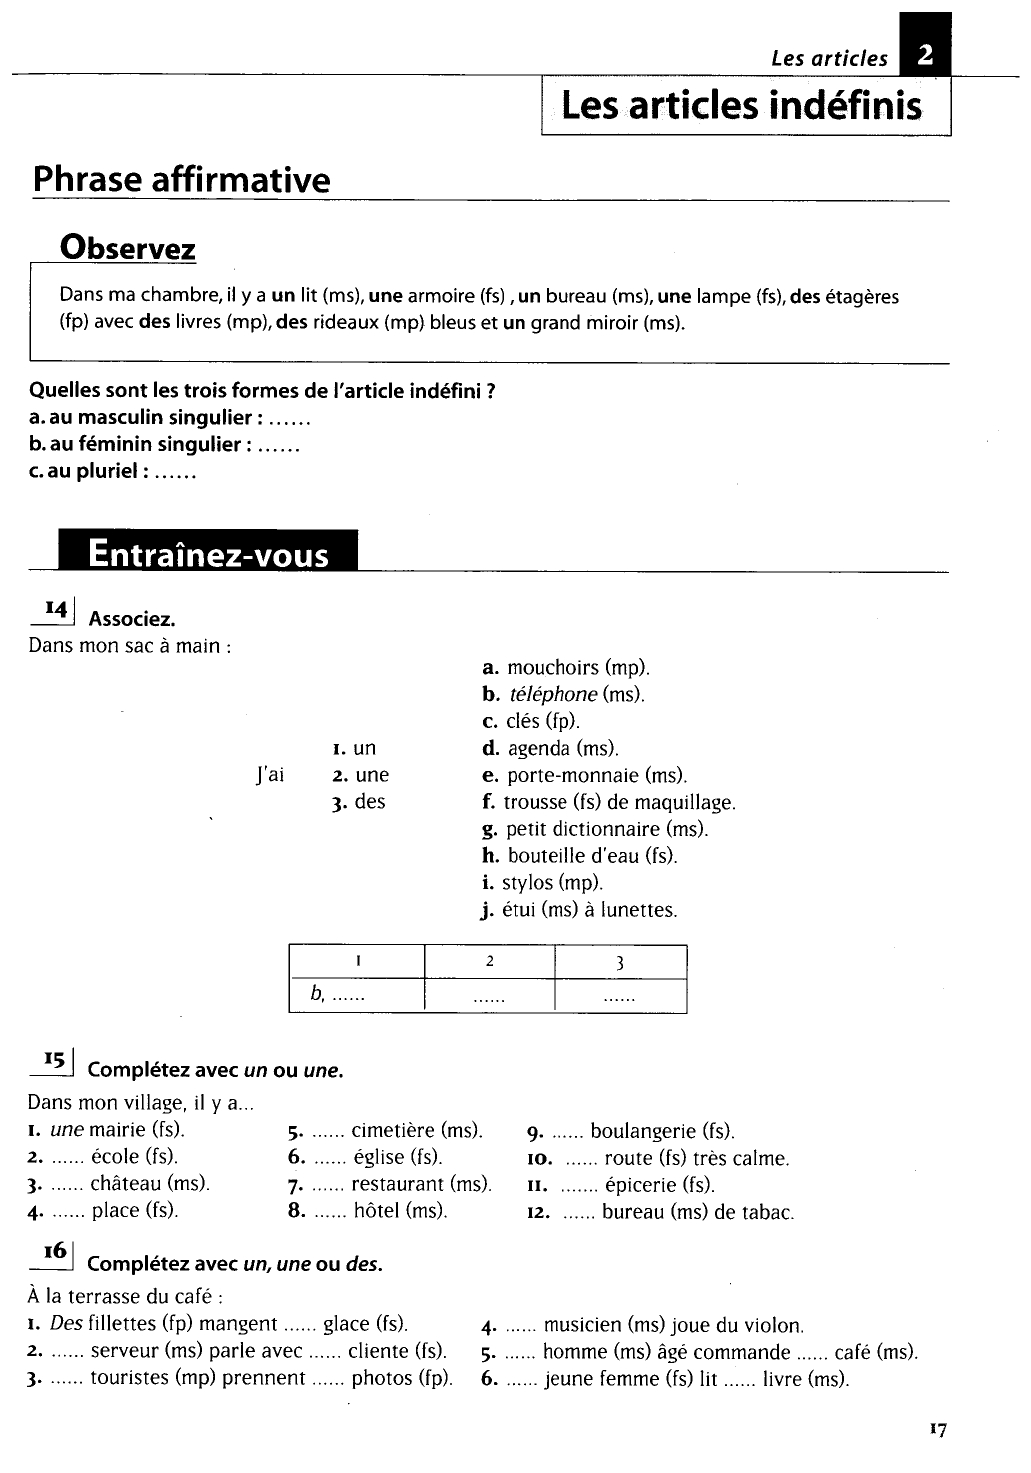 Les articles 2
Les articles indéfinis
Phrase affirmative
Observez
Dans ma chambre, il y a un lit (ms), une armoire (fs) , un bureau (ms), une lampe (fs), des étagères
(fp) avec des livres (mp), des rideaux (mp) bleus et un grand miroir (ms).
Quelles sont les trois formes de l'article indéfini ?
a. au masculin singulier : ......
b. au féminin singulier : ......
c. au pluriel : ......
Entraînez-vous
14 Associez.
Dans mon sac à main :
a. mouchoirs (mp).
b. téléphone (ms).
c. clés (fp).
1. un d. agenda (ms).
J'ai 2. une e. porte-monnaie (ms).
3. des f. trousse (fs) de maquillage.
g. petit dictionnaire (ms).
h. bouteille d'eau (fs).
i. stylos (mp).
j. étui (ms) à lunettes.
1 2 3
b, ...... ...... ......
15 Complétez avec un ou une.
Dans mon village, il y a...
1. une mairie (fs). 5. ...... cimetière (ms). 9. ...... boulangerie (fs).
2. ...... école (fs). 6. ...... église (fs). 10. ...... route (fs) très calme.
3. ...... château (ms). 7. ...... restaurant (ms). 11. ....... épicerie (fs).
4. ...... place (fs). 8. ...... hôtel (ms). 12. ...... bureau (ms) de tabac.
16 Complétez avec un, une ou des.
À la terrasse du café :
1. Des fillettes (fp) mangent ...... glace (fs). 4. ...... musicien (ms) joue du violon.
2. ...... serveur (ms) parle avec ...... cliente (fs). 5. ...... homme (ms) âgé commande ...... café (ms).
3. ...... touristes (mp) prennent ...... photos (fp). 6. ...... jeune femme (fs) lit ...... livre (ms).
17